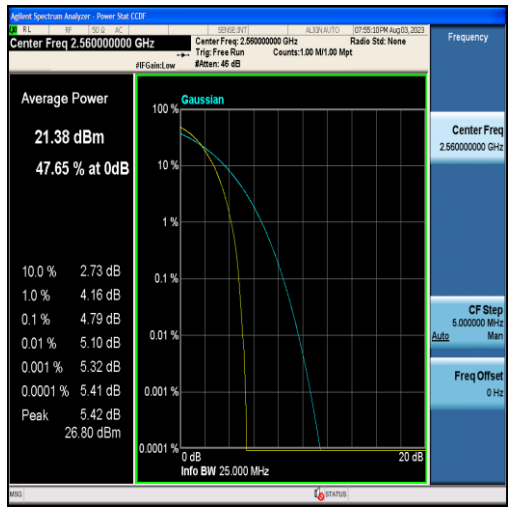 Agilent Spectrum Analyzer - Power Stat CCDF
RL RF 50 Ω AC SENSE:INT ALIGN AUTO 07:55:10 PM Aug 03, 2023
Center Freq 2.560000000 GHz
Center Freq: 2.560000000 GHz Radio Std: None
Trig: Free Run Counts:1.00 M/1.00 Mpt
#IFGain:Low #Atten: 46 dB
Frequency
Average Power
21.38 dBm
47.65 % at 0dB
10.0 % 2.73 dB
1.0 % 4.16 dB
0.1 % 4.79 dB
0.01 % 5.10 dB
0.001 % 5.32 dB
0.0001 % 5.41 dB
Peak 5.42 dB
26.80 dBm
Gaussian
100 %
10 %
1 %
0.1 %
0.01 %
0.001 %
0.0001 %
0 dB 20 dB
Info BW 25.000 MHz
Center Freq
2.560000000 GHz
CF Step
5.000000 MHz
Auto Man
Freq Offset
0 Hz
MSG STATUS